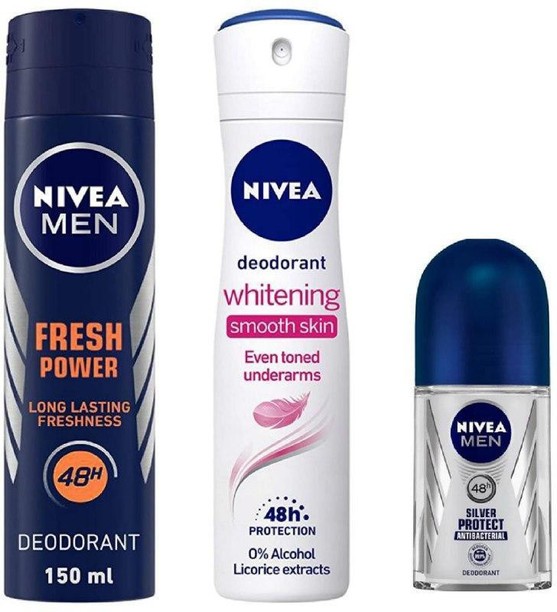 NIVEA
MEN
FRESH
POWER
LONG LASTING
FRESHNESS
48H
DEODORANT
150 ml
NIVEA
deodorant
whitening
smooth skin
Even toned
underarms
48h
PROTECTION
0% Alcohol
Licorice extracts
NIVEA
MEN
48H
SILVER
PROTECT
ANTIBACTERIAL
DEODORANT